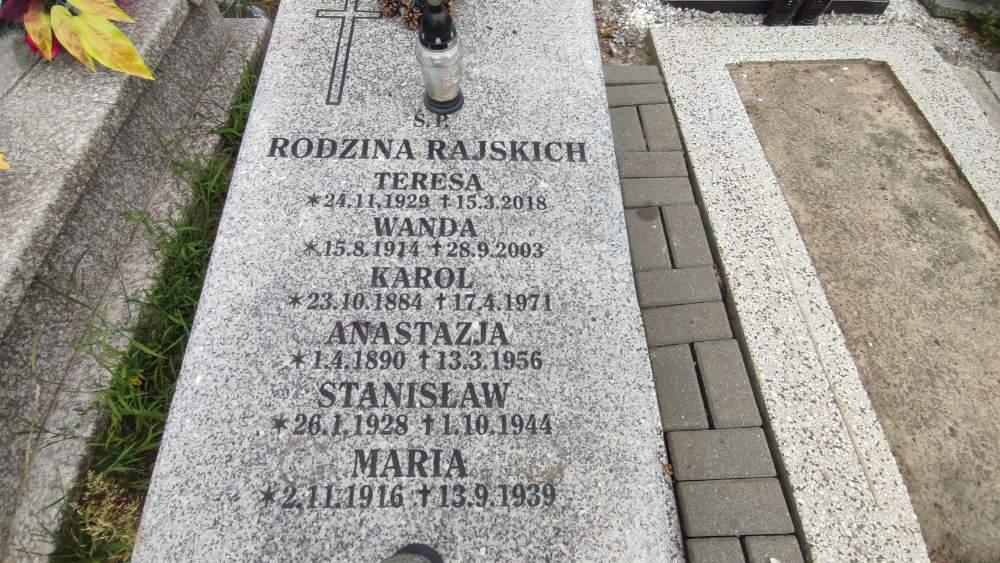 Ś.P.
RODZINA RAJSKICH
TERESA
*24.11.1929 †15.3.2018
WANDA
*15.8.1914 †28.9.2003
KAROL
*23.10.1884 †17.4.1971
ANASTAZJA
*1.4.1890 †13.3.1956
STANISŁAW
*26.1.1928 †1.10.1944
MARIA
*2.11.1916 †13.9.1939